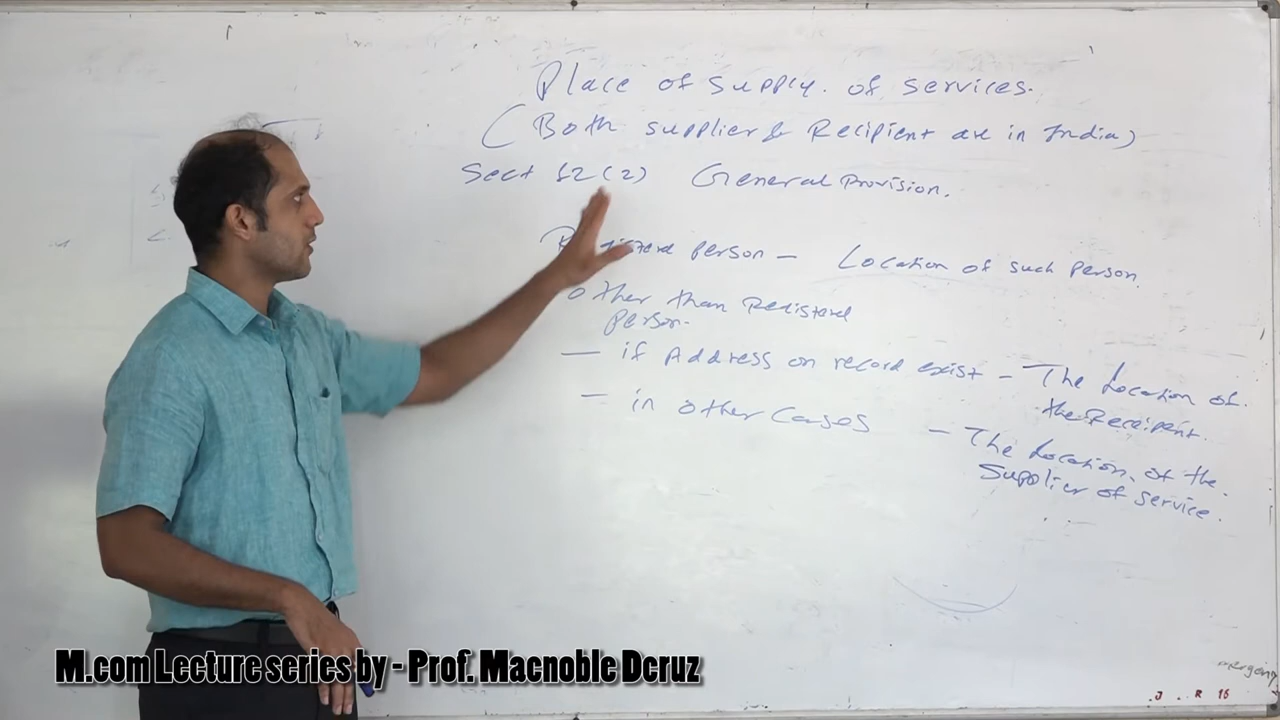 Place of supply. of services.
(Both supplier & Recipient are in India)
Sect 12(2) General Provision.
person - Location of such person
other than Registered
person.
- if Address on record exist - The Location of.
the Recipient.
- in other Cases - The Location. of the.
Supplier of service.
merging
J . R 16
M.com Lecture series by - Prof. Macnoble Dcruz